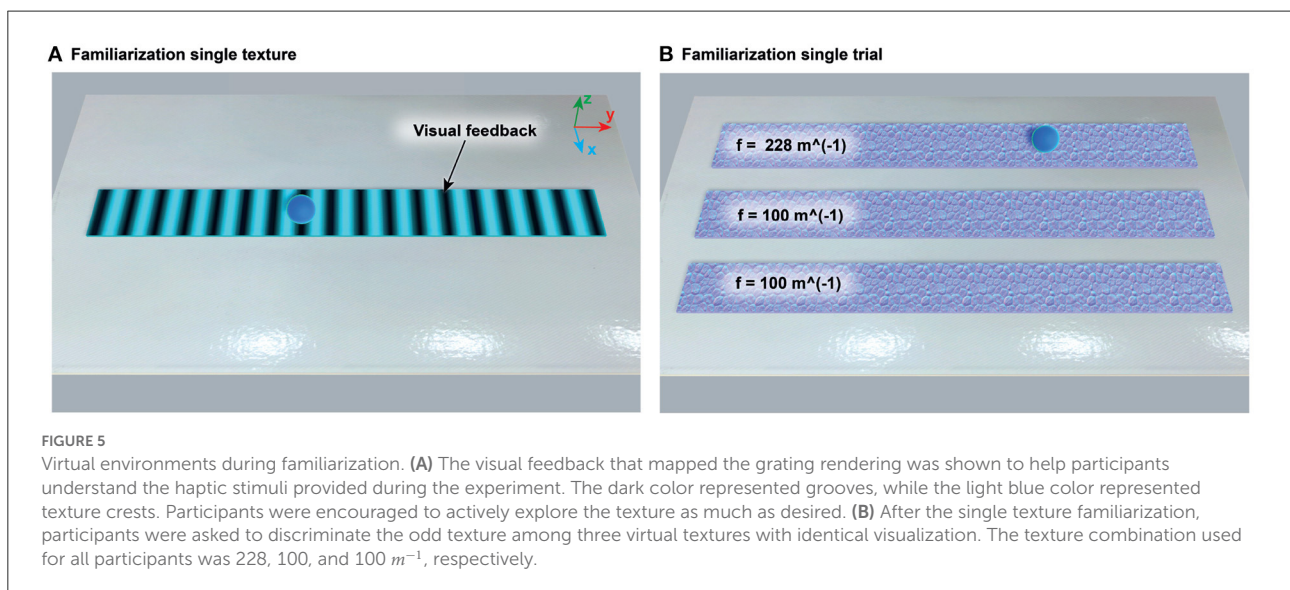 A Familiarization single texture
Visual feedback
z
y
x
B Familiarization single trial
f = 228 m^(-1)
f = 100 m^(-1)
f = 100 m^(-1)
FIGURE 5
Virtual environments during familiarization. (A) The visual feedback that mapped the grating rendering was shown to help participants
understand the haptic stimuli provided during the experiment. The dark color represented grooves, while the light blue color represented
texture crests. Participants were encouraged to actively explore the texture as much as desired. (B) After the single texture familiarization,
participants were asked to discriminate the odd texture among three virtual textures with identical visualization. The texture combination used
for all participants was 228, 100, and 100 m⁻¹, respectively.